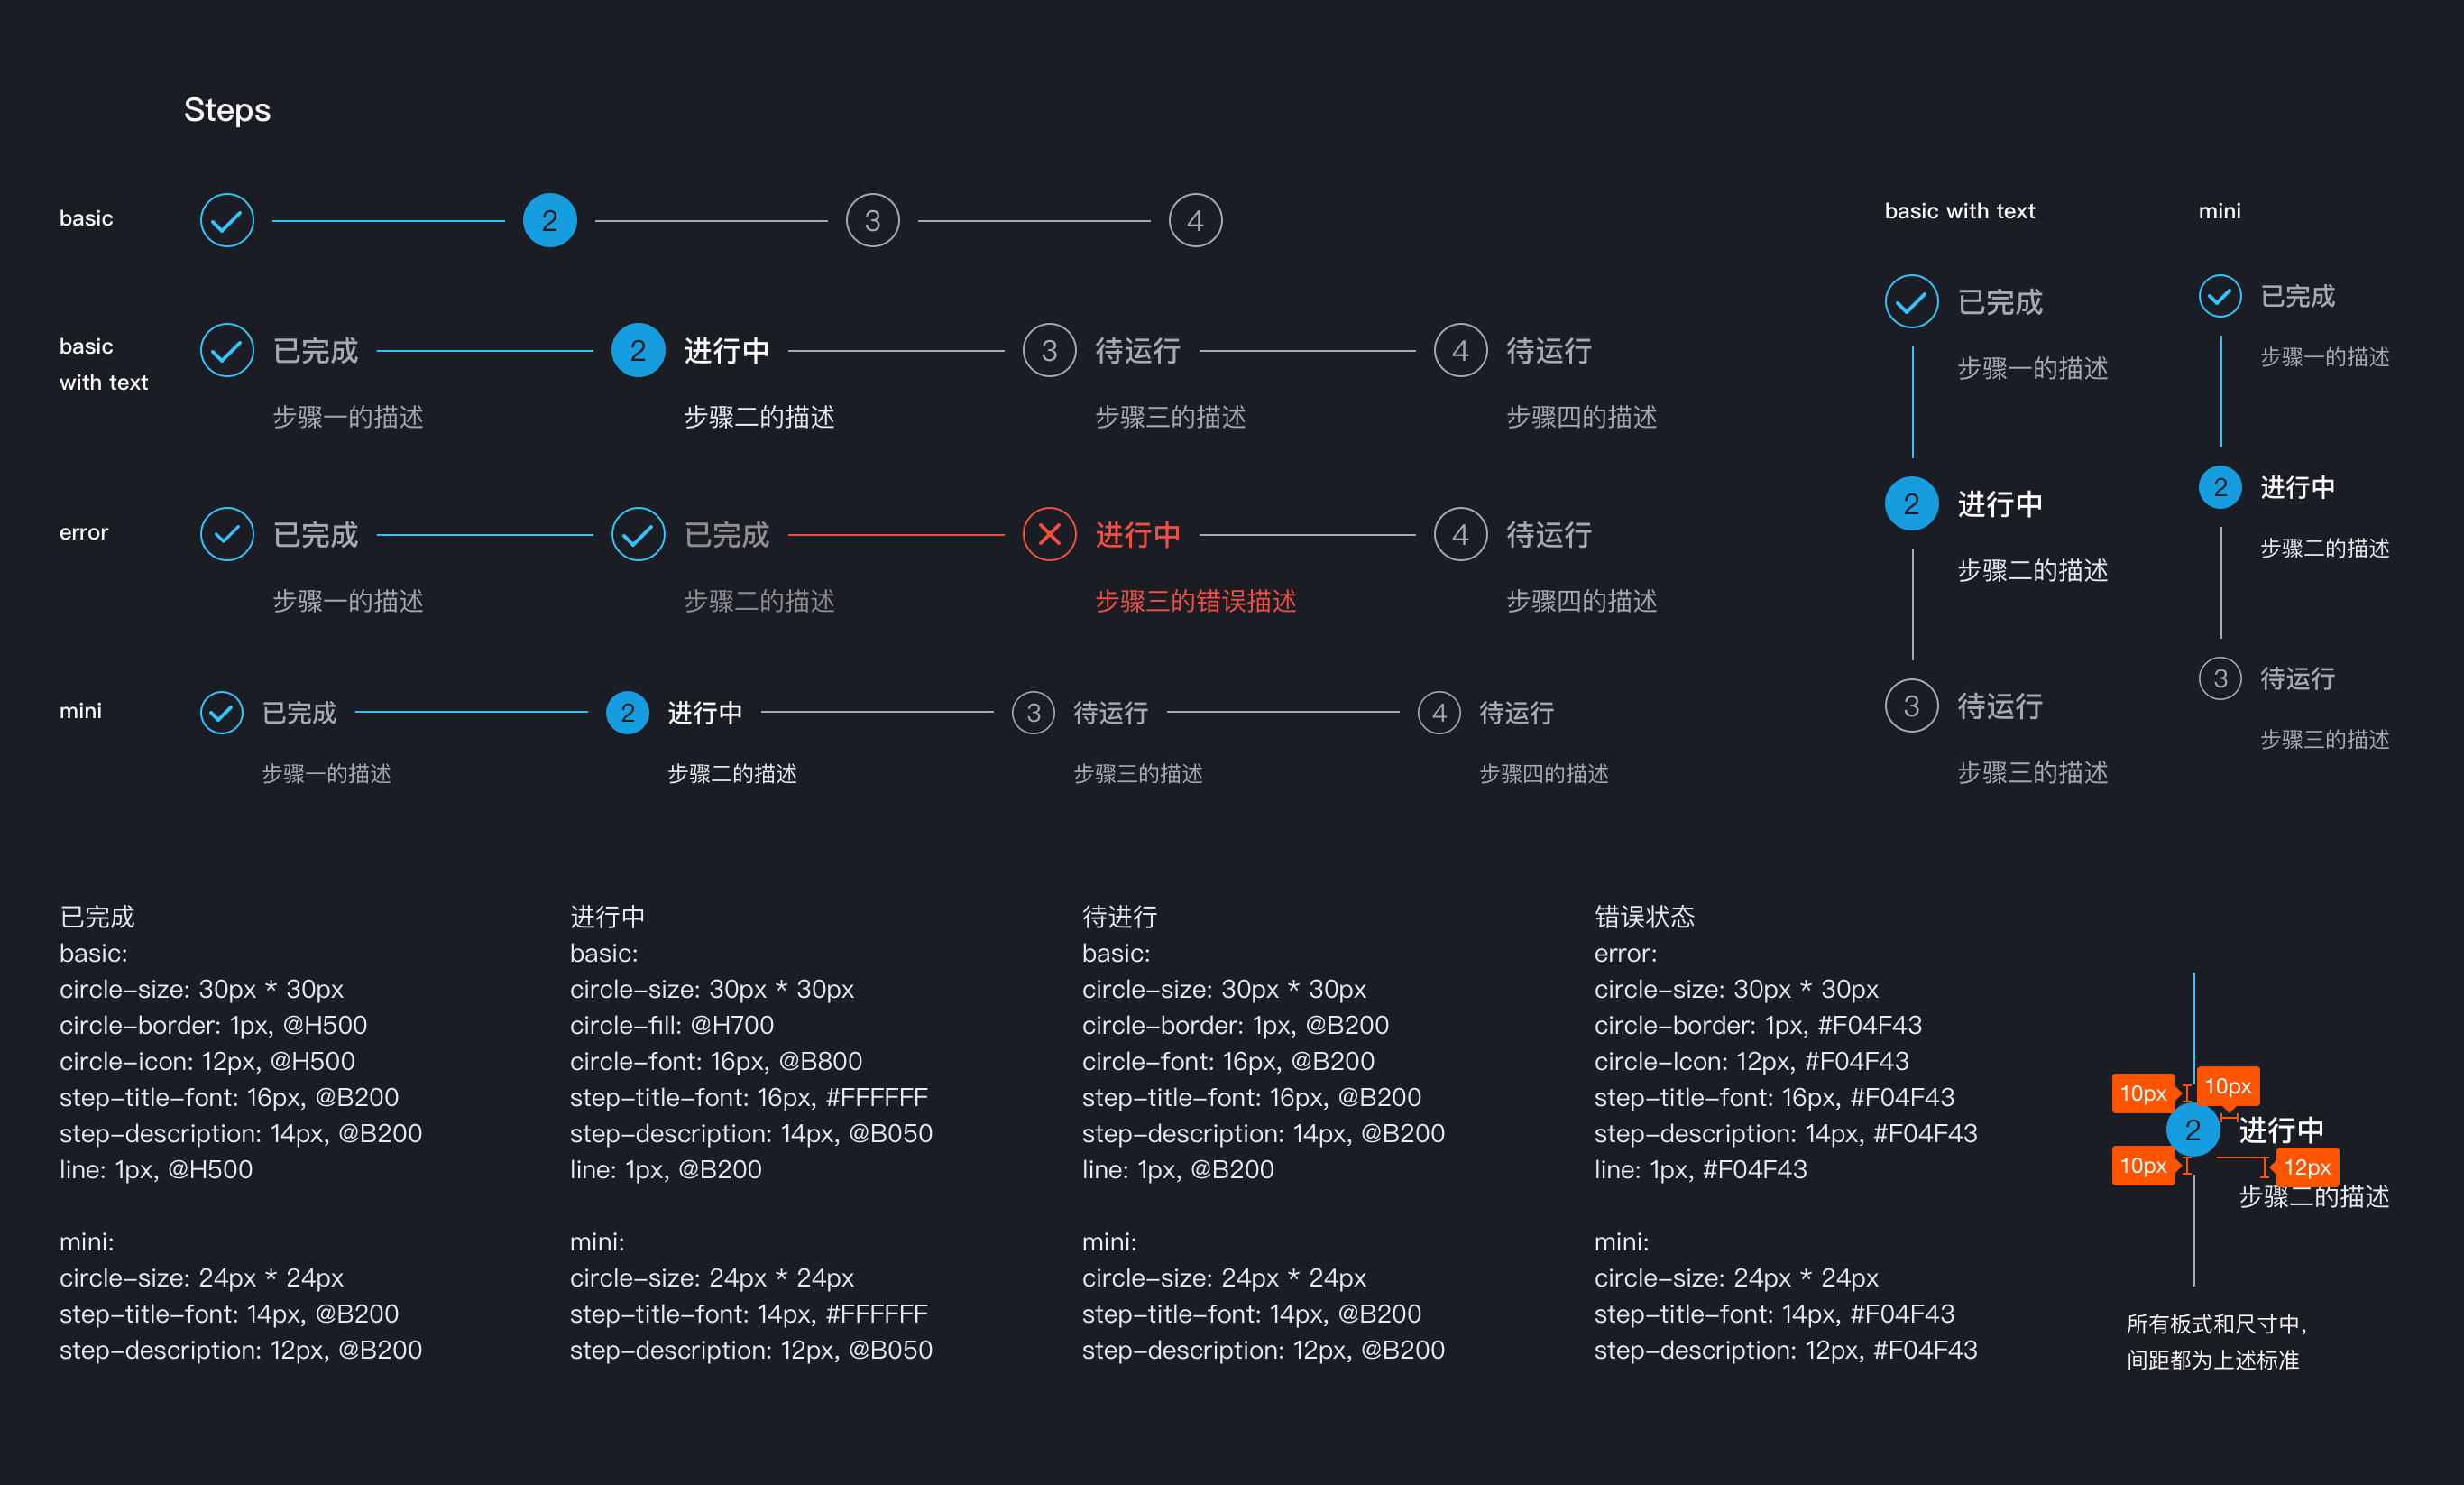 Steps
basic
2
3
4
basic
with text
已完成
2
进行中
3
待运行
4
待运行
步骤一的描述
步骤二的描述
步骤三的描述
步骤四的描述
error
已完成
已完成
进行中
4
待运行
步骤一的描述
步骤二的描述
步骤三的错误描述
步骤四的描述
mini
已完成
2
进行中
3
待运行
4
待运行
步骤一的描述
步骤二的描述
步骤三的描述
步骤四的描述
basic with text
已完成
步骤一的描述
2
进行中
步骤二的描述
3
待运行
步骤三的描述
mini
已完成
步骤一的描述
2
进行中
步骤二的描述
3
待运行
步骤三的描述
已完成
basic:
circle-size: 30px * 30px
circle-border: 1px, @H500
circle-icon: 12px, @H500
step-title-font: 16px, @B200
step-description: 14px, @B200
line: 1px, @H500
mini:
circle-size: 24px * 24px
step-title-font: 14px, @B200
step-description: 12px, @B200
进行中
basic:
circle-size: 30px * 30px
circle-fill: @H700
circle-font: 16px, @B800
step-title-font: 16px, #FFFFFF
step-description: 14px, @B050
line: 1px, @B200
mini:
circle-size: 24px * 24px
step-title-font: 14px, #FFFFFF
step-description: 12px, @B050
待进行
basic:
circle-size: 30px * 30px
circle-border: 1px, @B200
circle-font: 16px, @B200
step-title-font: 16px, @B200
step-description: 14px, @B200
line: 1px, @B200
mini:
circle-size: 24px * 24px
step-title-font: 14px, @B200
step-description: 12px, @B200
错误状态
error:
circle-size: 30px * 30px
circle-border: 1px, #F04F43
circle-Icon: 12px, #F04F43
step-title-font: 16px, #F04F43
step-description: 14px, #F04F43
line: 1px, #F04F43
mini:
circle-size: 24px * 24px
step-title-font: 14px, #F04F43
step-description: 12px, #F04F43
10px
10px
2
进行中
10px
12px
步骤二的描述
所有板式和尺寸中，
间距都为上述标准